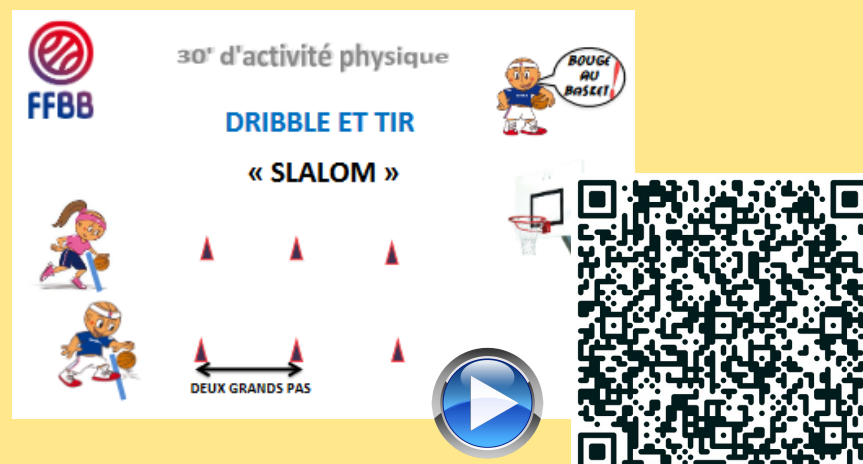 FFBB
30' d'activité physique
BOUGE
AU
BASKET !
DRIBBLE ET TIR
« SLALOM »
DEUX GRANDS PAS